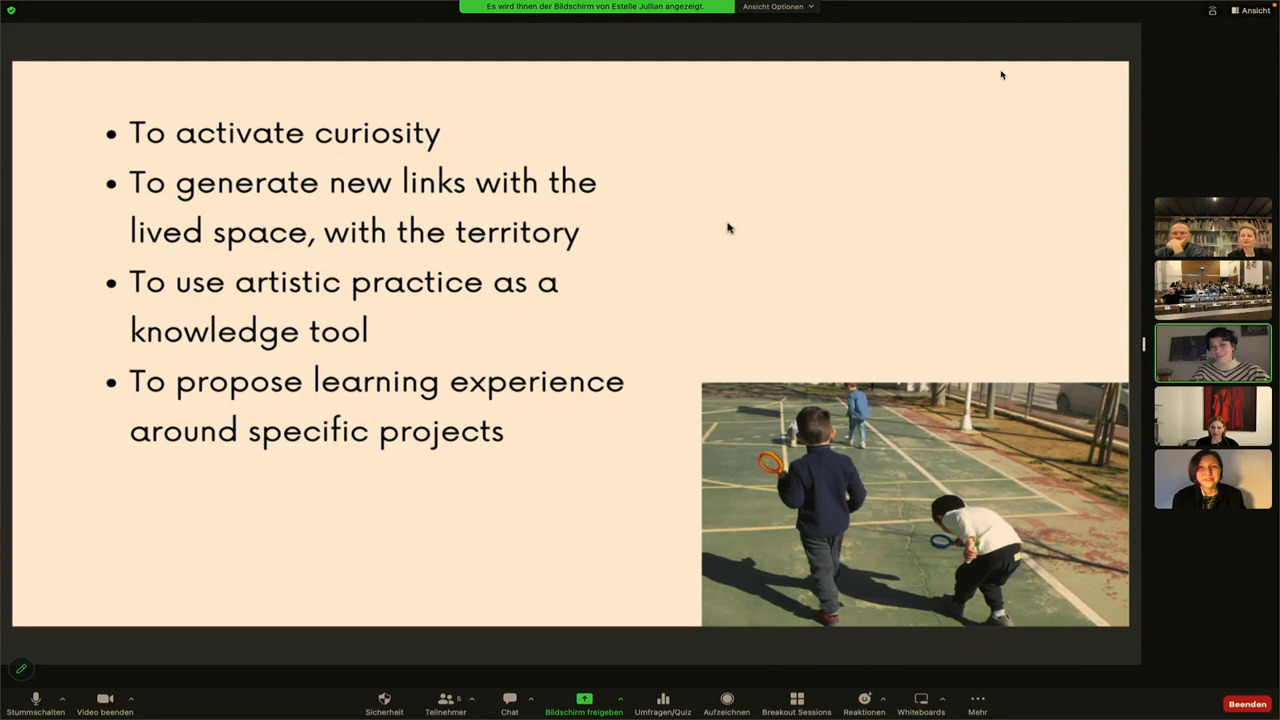 Es wird Ihnen der Bildschirm von Estelle Jullian angezeigt.
Ansicht Optionen
Ansicht
• To activate curiosity
• To generate new links with the
lived space, with the territory
• To use artistic practice as a
knowledge tool
• To propose learning experience
around specific projects
Stummschalten
Video beenden
Sicherheit
Teilnehmer
5
Chat
Bildschirm freigeben
Umfragen/Quiz
Aufzeichnen
Breakout Sessions
Reaktionen
Whiteboards
Mehr
Beenden